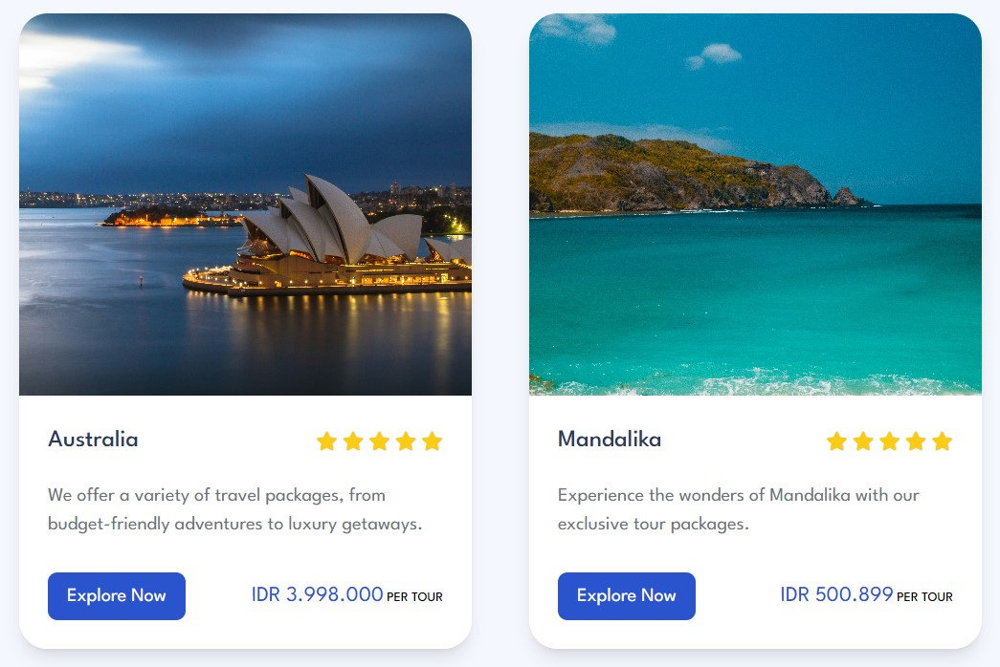 Australia
We offer a variety of travel packages, from
budget-friendly adventures to luxury getaways.
Explore Now
IDR 3.998.000 PER TOUR
Mandalika
Experience the wonders of Mandalika with our
exclusive tour packages.
Explore Now
IDR 500.899 PER TOUR